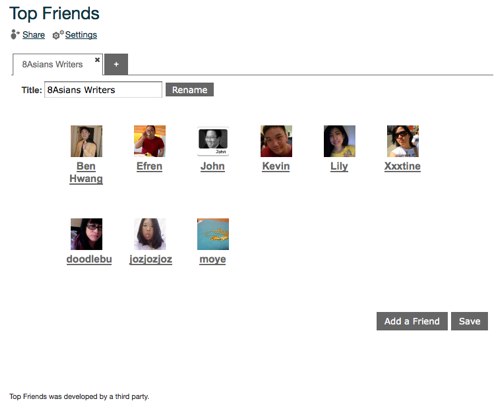 Top Friends
Share Settings
8Asians Writers x +
Title: 8Asians Writers Rename
John
Ben Hwang Efren John Kevin Lily Xxxtine
doodlebu jozjozjoz moye
Add a Friend Save
Top Friends was developed by a third party.